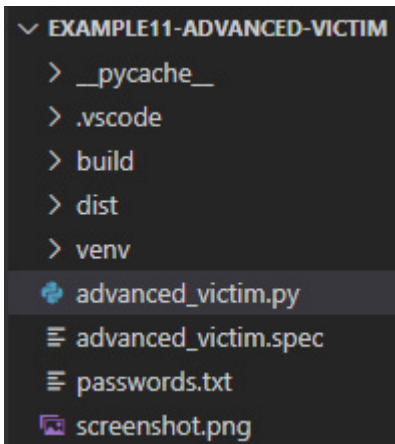 EXAMPLE11-ADVANCED-VICTIM
__pycache__
.vscode
build
dist
venv
advanced_victim.py
advanced_victim.spec
passwords.txt
screenshot.png